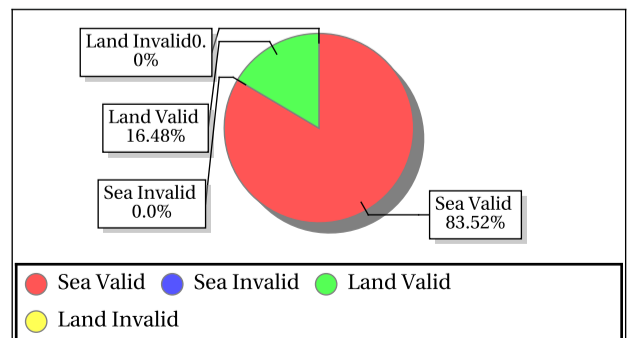 Land Invalid0.
0%
Land Valid
16.48%
Sea Invalid
0.0%
Sea Valid
83.52%
Sea Valid Sea Invalid Land Valid
Land Invalid